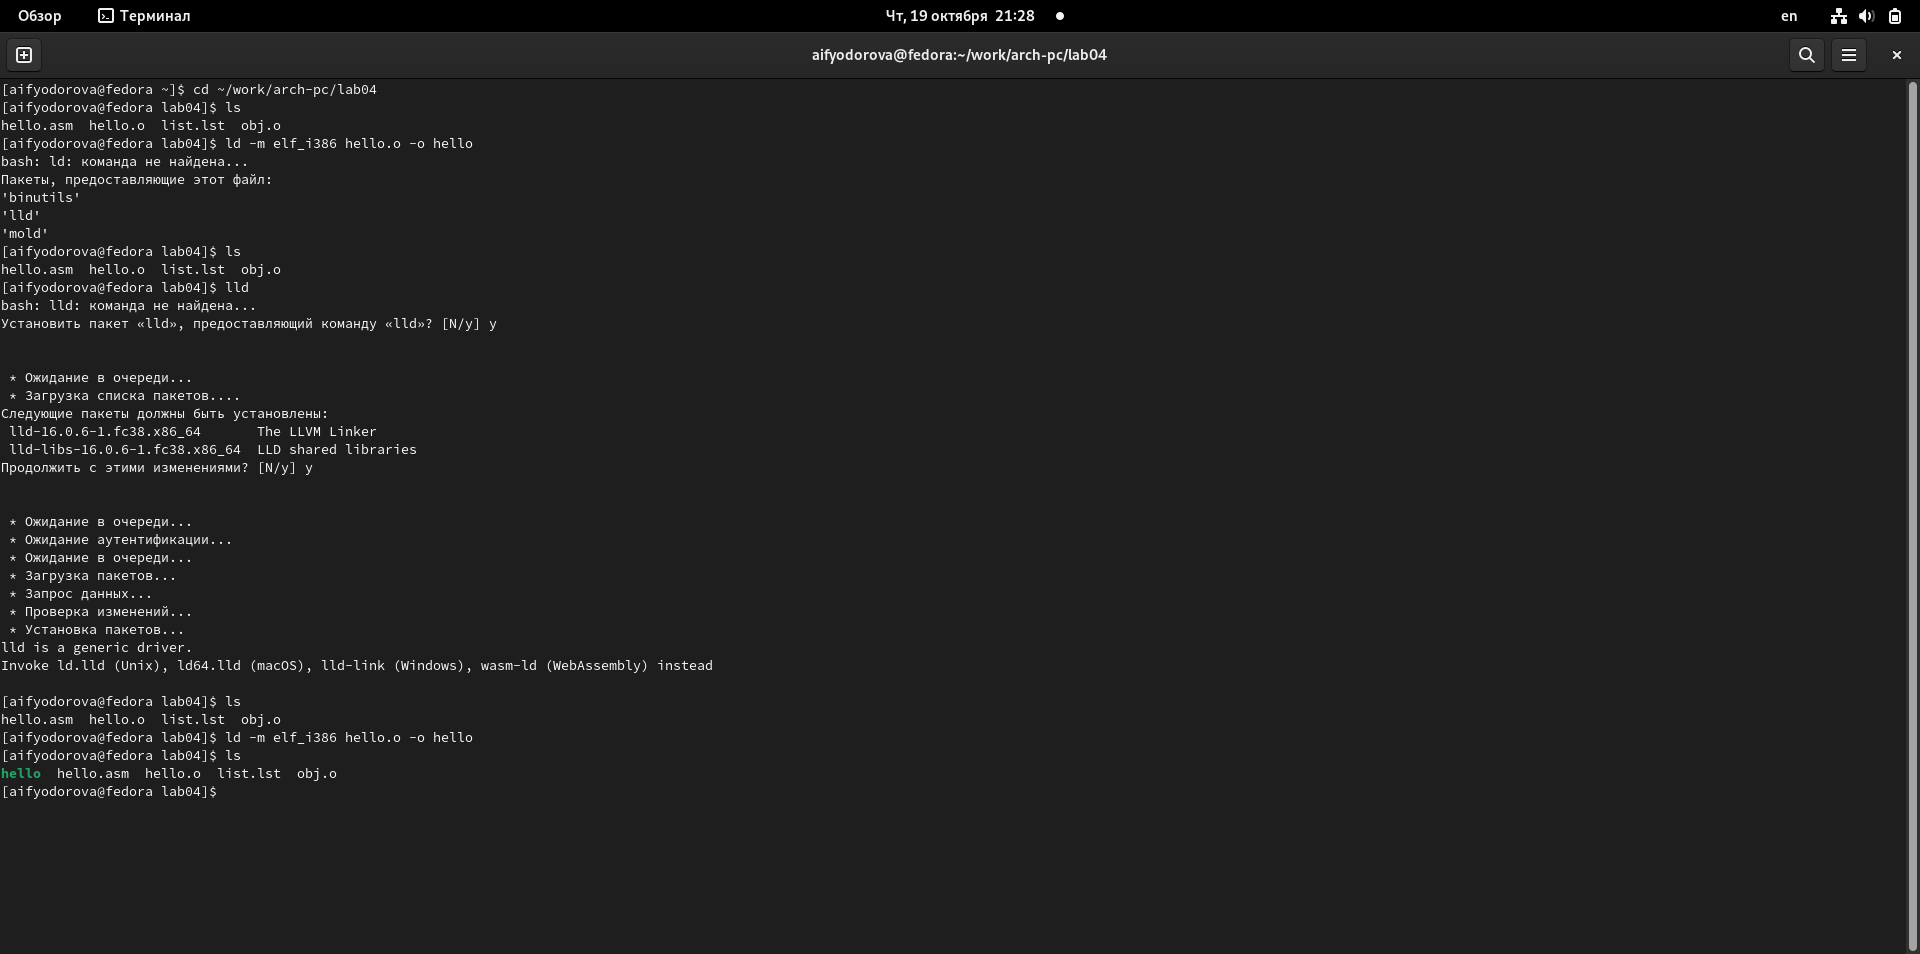 Обзор Терминал Чт, 19 октября 21:28 en
aifyodorova@fedora:~/work/arch-pc/lab04
[aifyodorova@fedora ~]$ cd ~/work/arch-pc/lab04
[aifyodorova@fedora lab04]$ ls
hello.asm  hello.o  list.lst  obj.o
[aifyodorova@fedora lab04]$ ld -m elf_i386 hello.o -o hello
bash: ld: команда не найдена...
Пакеты, предоставляющие этот файл:
'binutils'
'lld'
'mold'
[aifyodorova@fedora lab04]$ ls
hello.asm  hello.o  list.lst  obj.o
[aifyodorova@fedora lab04]$ lld
bash: lld: команда не найдена...
Установить пакет «lld», предоставляющий команду «lld»? [N/y] y
* Ожидание в очереди...
* Загрузка списка пакетов....
Следующие пакеты должны быть установлены:
lld-16.0.6-1.fc38.x86_64       The LLVM Linker
lld-libs-16.0.6-1.fc38.x86_64  LLD shared libraries
Продолжить с этими изменениями? [N/y] y
* Ожидание в очереди...
* Ожидание аутентификации...
* Ожидание в очереди...
* Загрузка пакетов...
* Запрос данных...
* Проверка изменений...
* Установка пакетов...
lld is a generic driver.
Invoke ld.lld (Unix), ld64.lld (macOS), lld-link (Windows), wasm-ld (WebAssembly) instead
[aifyodorova@fedora lab04]$ ls
hello.asm  hello.o  list.lst  obj.o
[aifyodorova@fedora lab04]$ ld -m elf_i386 hello.o -o hello
[aifyodorova@fedora lab04]$ ls
hello  hello.asm  hello.o  list.lst  obj.o
[aifyodorova@fedora lab04]$